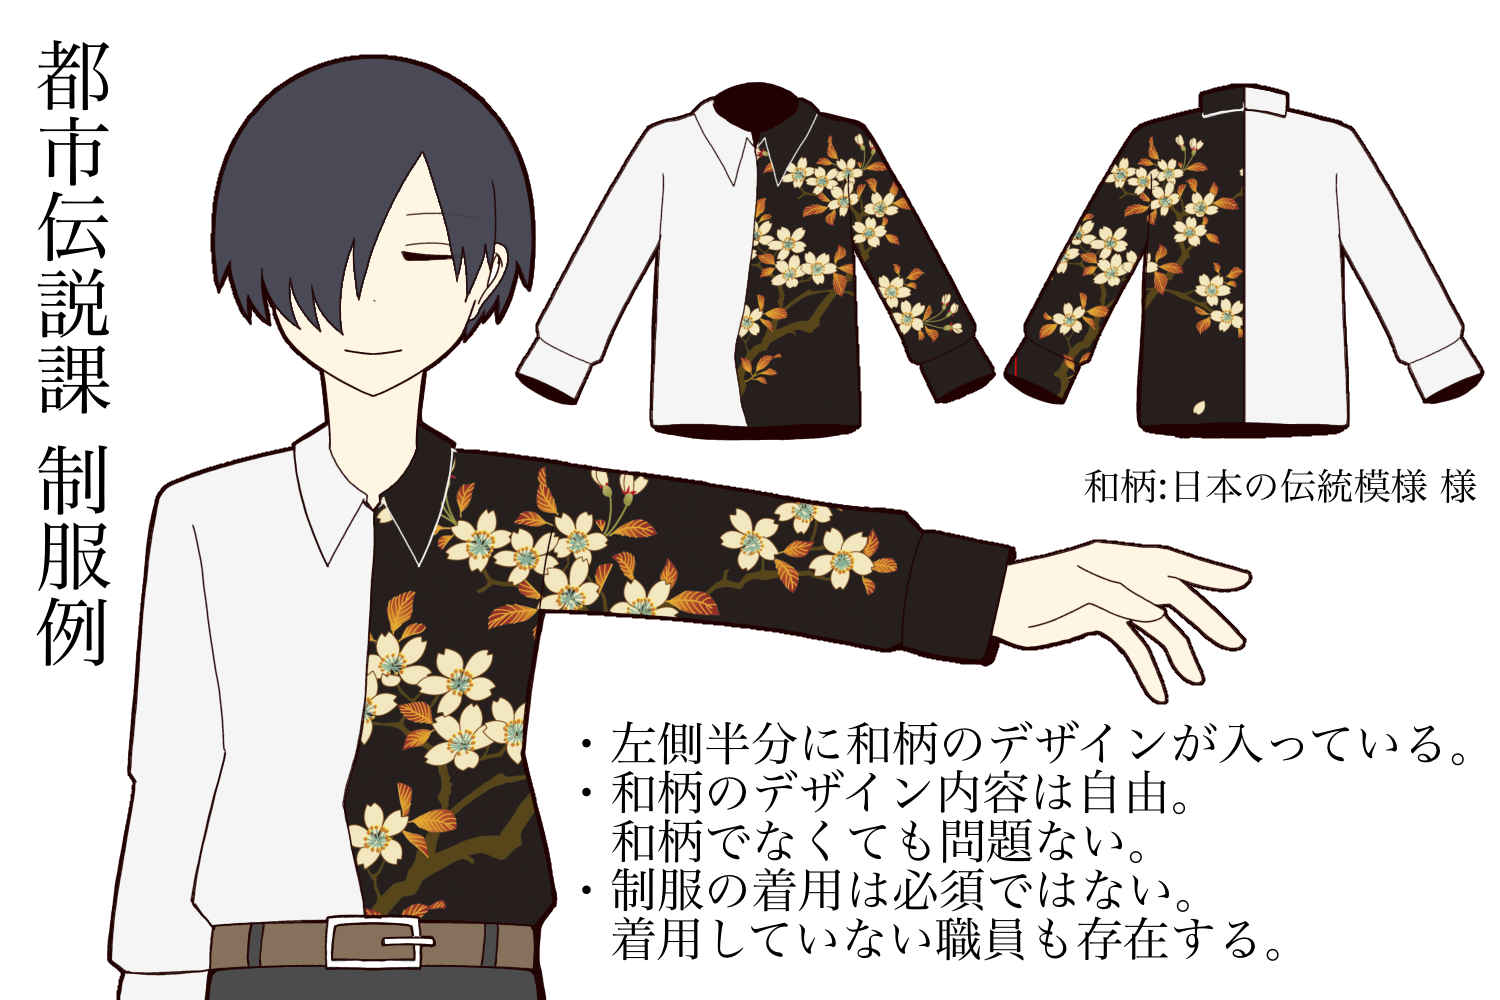 都市伝説課 制服例
和柄:日本の伝統模様 様
・左側半分に和柄のデザインが入っている。
・和柄のデザイン内容は自由。
和柄でなくても問題ない。
・制服の着用は必須ではない。
着用していない職員も存在する。